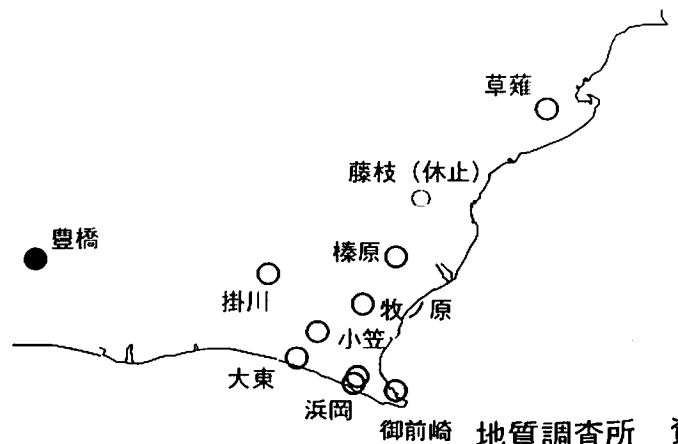 草薙
藤枝（休止）
豊橋
榛原
掛川
牧ノ原
小笠
大東
浜岡
御前崎
地質調査所